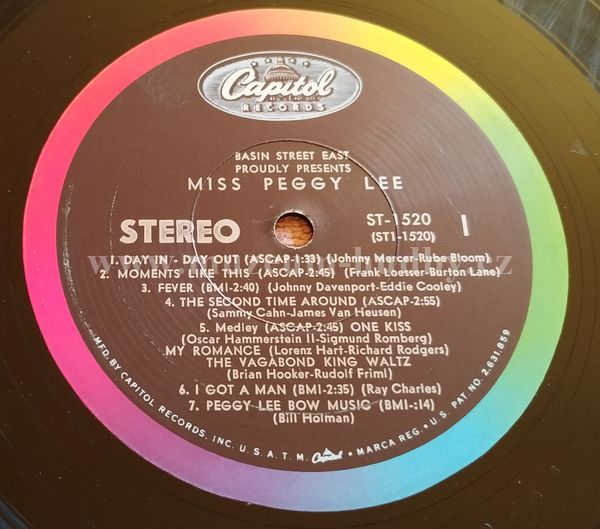 Capitol
RECORDS
BASIN STREET EAST
PROUDLY PRESENTS
MISS PEGGY LEE
STEREO
ST-1520
(ST1-1520)
1
1. DAY IN - DAY OUT (ASCAP-1:33) (Johnny Mercer-Rube Bloom)
2. MOMENTS LIKE THIS (ASCAP-2:45) (Frank Loesser-Burton Lane)
3. FEVER (BMI-2:40) (Johnny Davenport-Eddie Cooley)
4. THE SECOND TIME AROUND (ASCAP-2:55)
(Sammy Cahn-James Van Heusen)
5. Medley (ASCAP-2:45) ONE KISS
(Oscar Hammerstein II-Sigmund Romberg)
MY ROMANCE (Lorenz Hart-Richard Rodgers)
THE VAGABOND KING WALTZ
(Brian Hooker-Rudolf Friml)
6. I GOT A MAN (BMI-2:35) (Ray Charles)
7. PEGGY LEE BOW MUSIC (BMI-:14)
(Bill Holman)
MFD. BY CAPITOL RECORDS, INC. U.S.A. T.M. Capitol • MARCA REG. • U.S. PAT. NO. 2,631,859